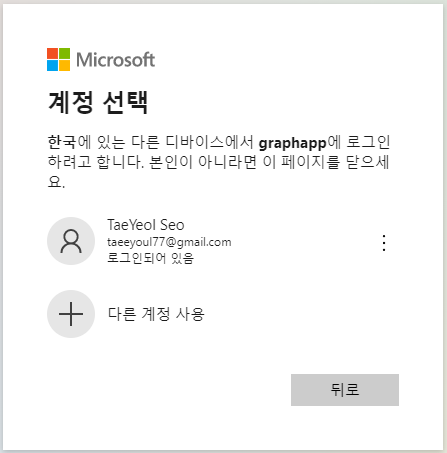 Microsoft
계정 선택
한국에 있는 다른 디바이스에서 graphapp에 로그인
하려고 합니다. 본인이 아니라면 이 페이지를 닫으세
요.
TaeYeol Seo
taeeyoul77@gmail.com
로그인되어 있음
다른 계정 사용
뒤로